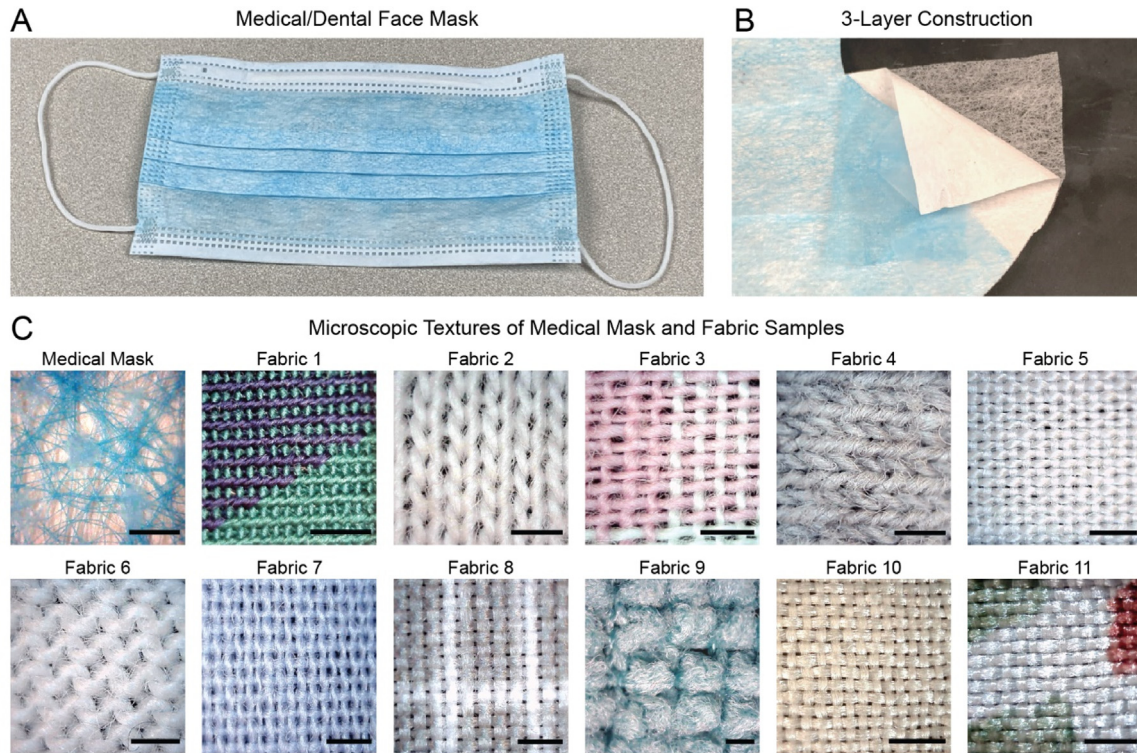 A Medical/Dental Face Mask
B 3-Layer Construction
C Microscopic Textures of Medical Mask and Fabric Samples
Medical Mask Fabric 1 Fabric 2 Fabric 3 Fabric 4 Fabric 5
Fabric 6 Fabric 7 Fabric 8 Fabric 9 Fabric 10 Fabric 11